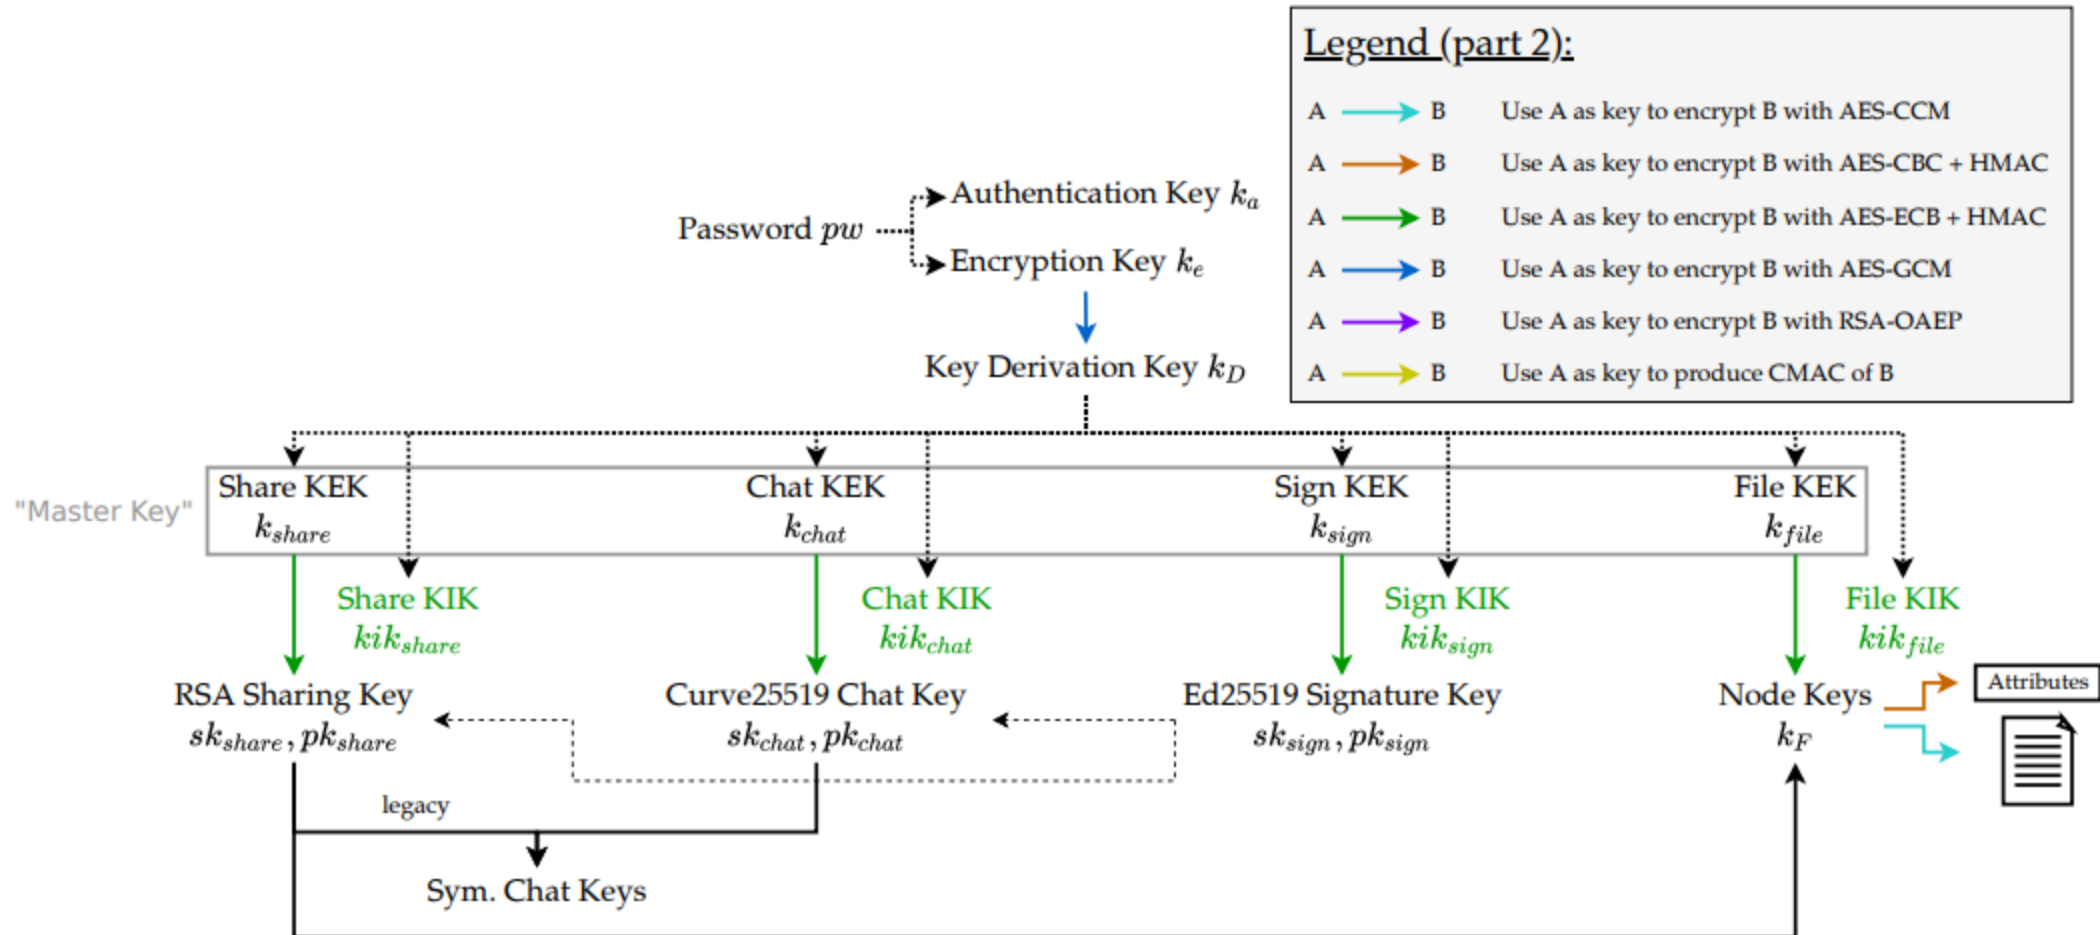 Legend (part 2):
A B Use A as key to encrypt B with AES-CCM
A B Use A as key to encrypt B with AES-CBC + HMAC
A B Use A as key to encrypt B with AES-ECB + HMAC
A B Use A as key to encrypt B with AES-GCM
A B Use A as key to encrypt B with RSA-OAEP
A B Use A as key to produce CMAC of B
Password pw
Authentication Key k_a
Encryption Key k_e
Key Derivation Key k_D
"Master Key"
Share KEK
k_share
Chat KEK
k_chat
Sign KEK
k_sign
File KEK
k_file
Share KIK
kik_share
Chat KIK
kik_chat
Sign KIK
kik_sign
File KIK
kik_file
RSA Sharing Key
sk_share, pk_share
Curve25519 Chat Key
sk_chat, pk_chat
Ed25519 Signature Key
sk_sign, pk_sign
Node Keys
k_F
Attributes
legacy
Sym. Chat Keys